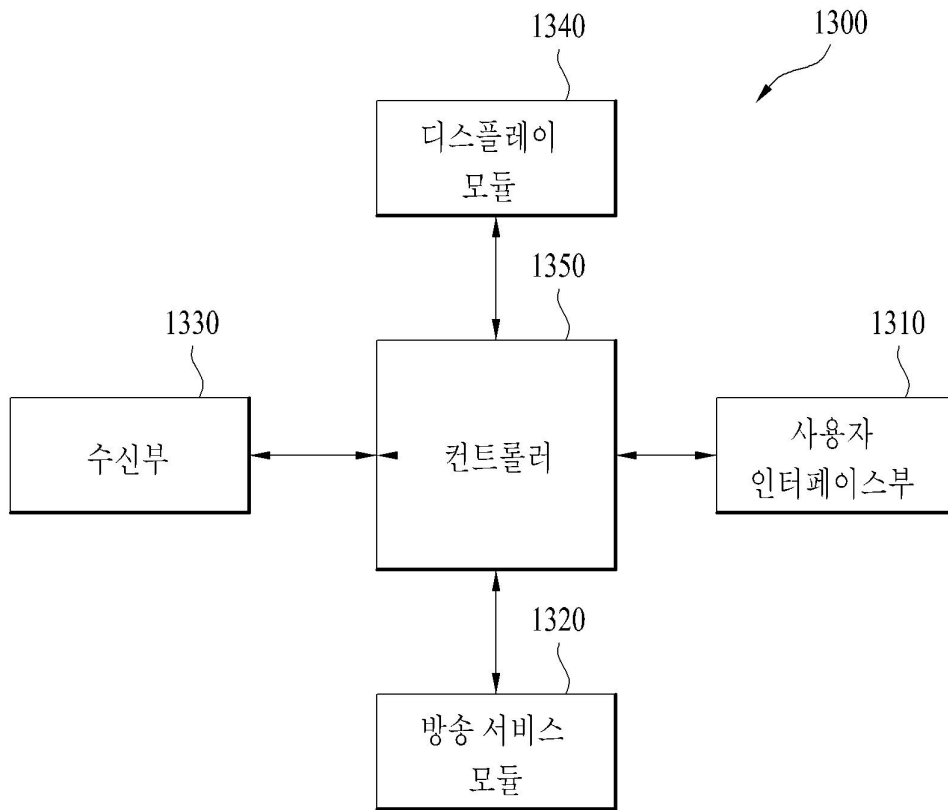 1340
1300
디스플레이
모듈
1350
1330
1310
수신부
컨트롤러
사용자
인터페이스부
1320
방송 서비스
모듈